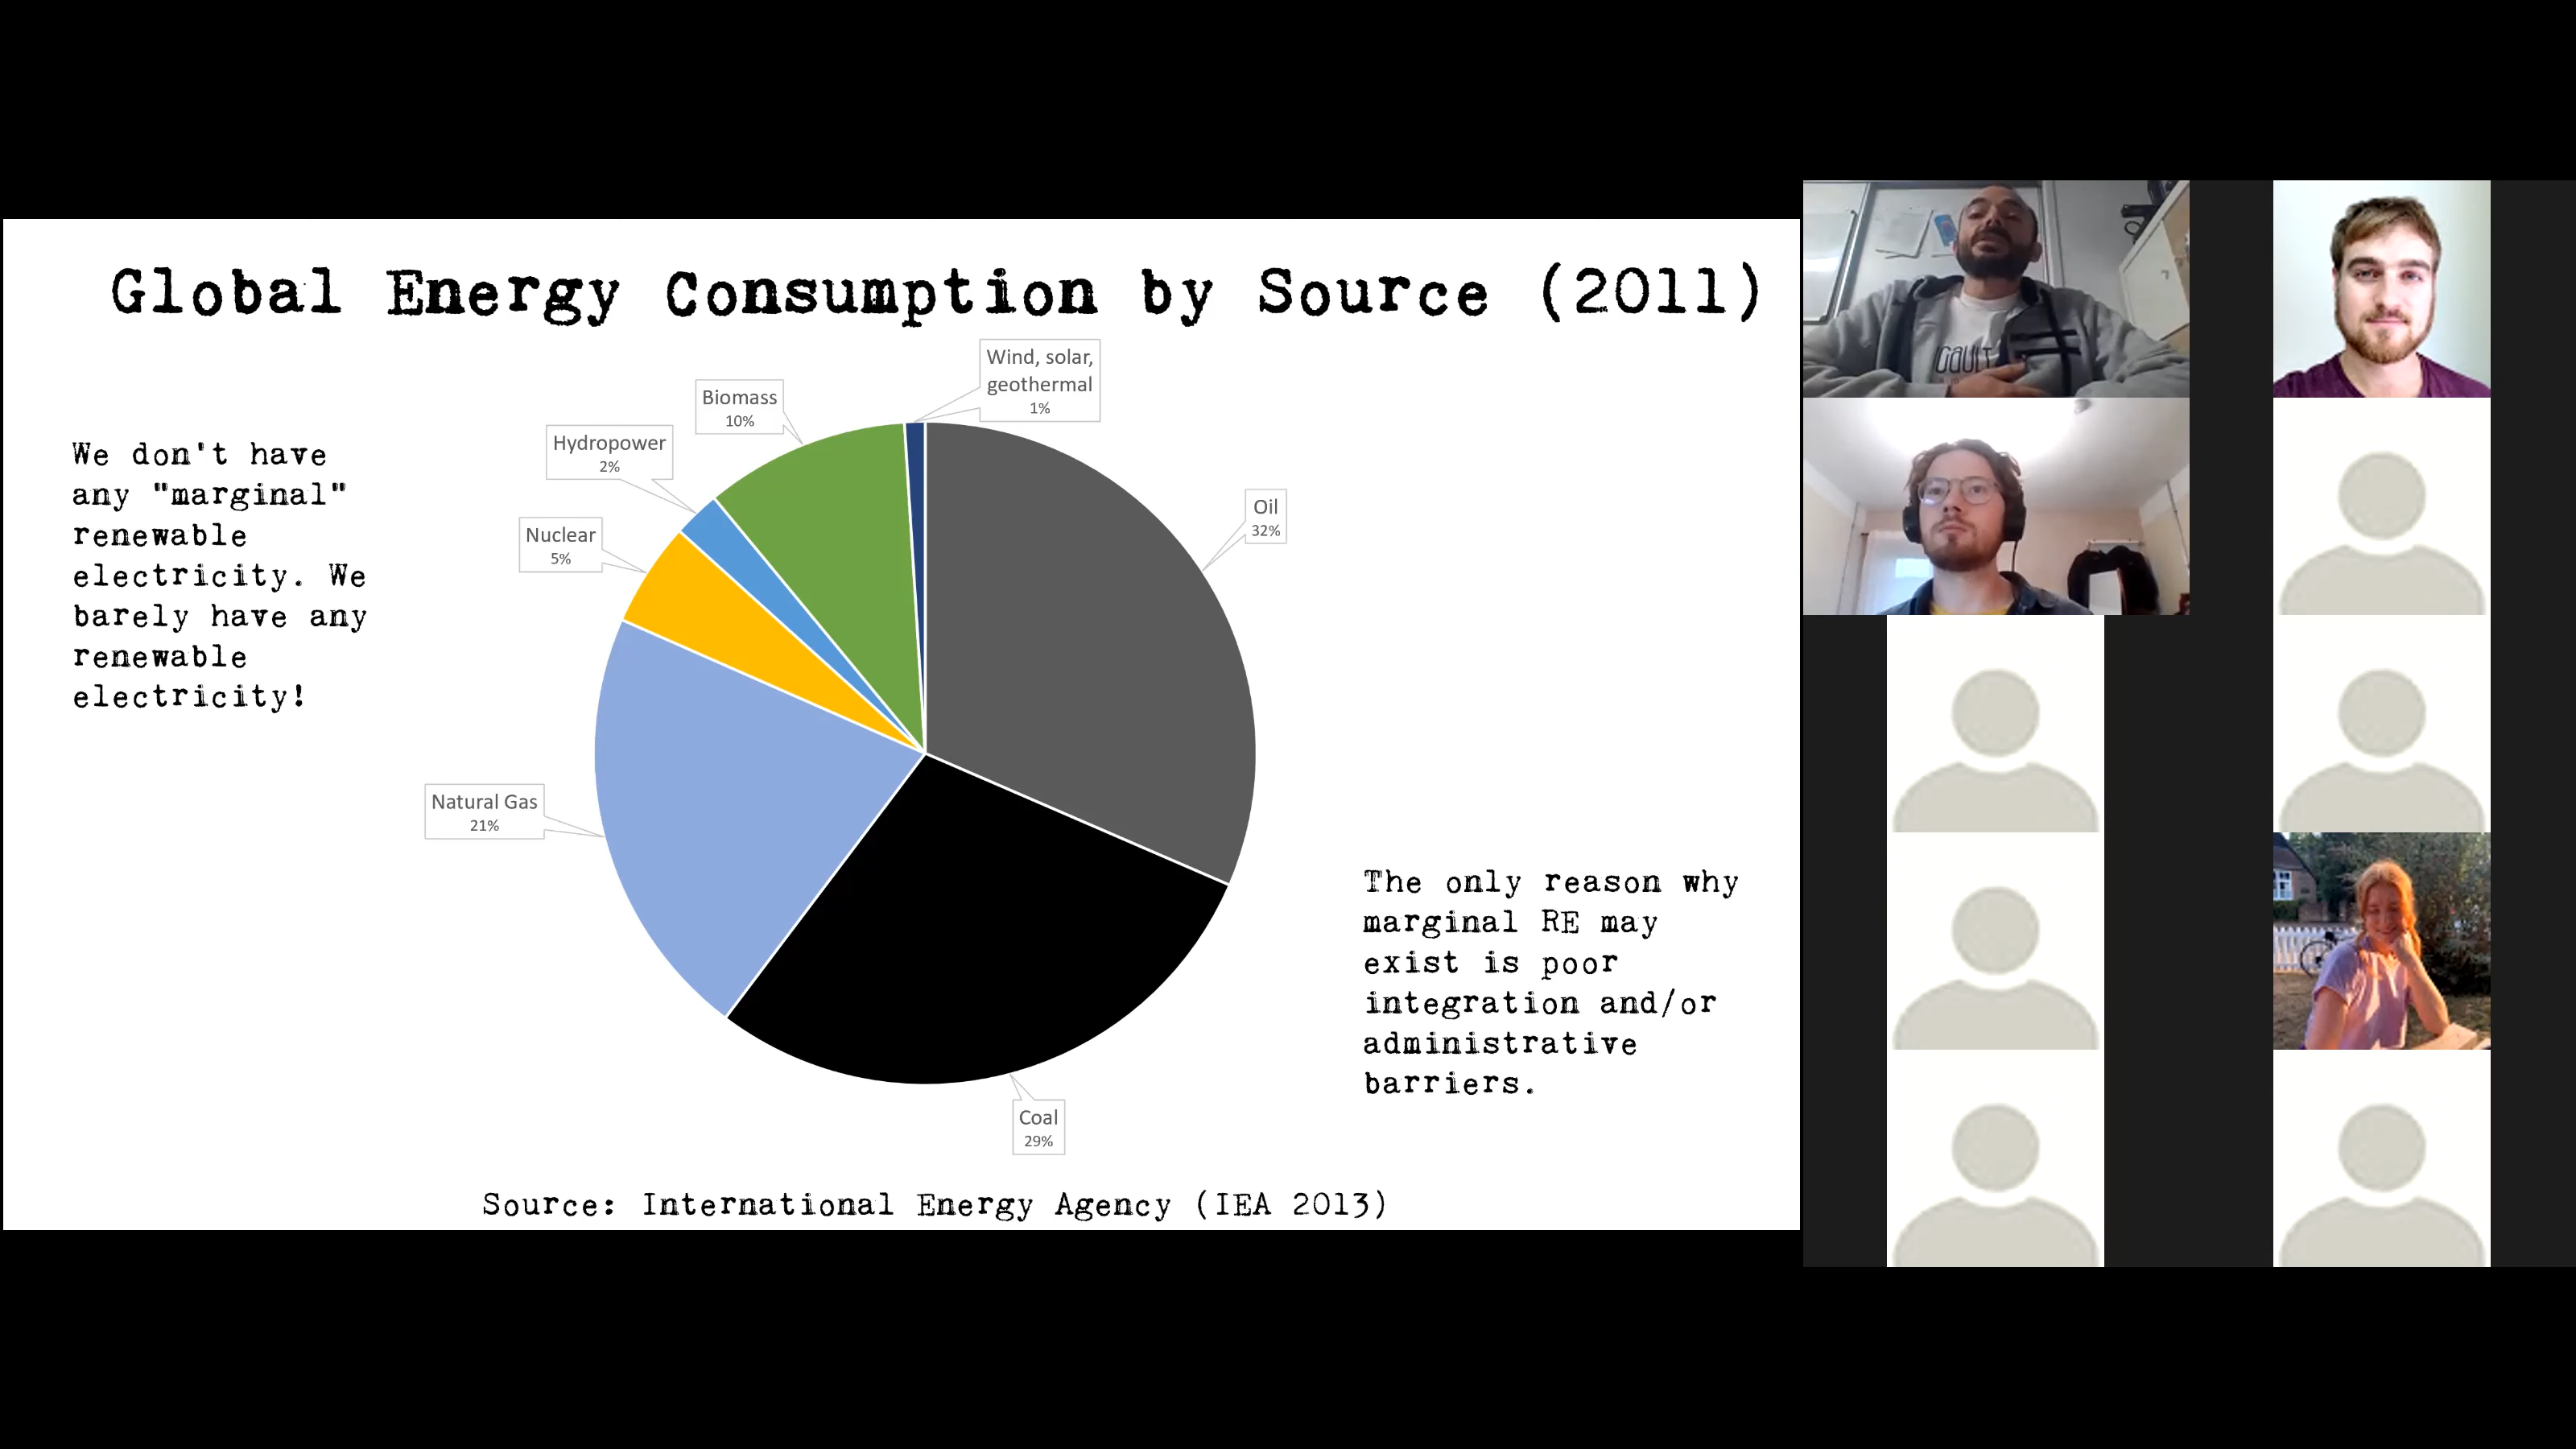 Global Energy Consumption by Source (2011)
We don't have
any "marginal"
renewable
electricity. We
barely have any
renewable
electricity!
Wind, solar,
geothermal
1%
Biomass
10%
Hydropower
2%
Nuclear
5%
Natural Gas
21%
Oil
32%
Coal
29%
The only reason why
marginal RE may
exist is poor
integration and/or
administrative
barriers.
Source: International Energy Agency (IEA 2013)